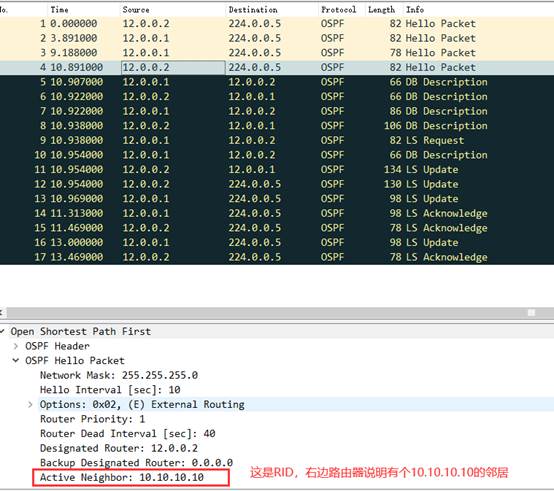 No. Time Source Destination Protocol Length Info
1 0.000000 12.0.0.2 224.0.0.5 OSPF 82 Hello Packet
2 3.891000 12.0.0.1 224.0.0.5 OSPF 82 Hello Packet
3 9.188000 12.0.0.1 224.0.0.5 OSPF 78 Hello Packet
4 10.891000 12.0.0.2 224.0.0.5 OSPF 82 Hello Packet
5 10.907000 12.0.0.1 12.0.0.2 OSPF 66 DB Description
6 10.922000 12.0.0.2 12.0.0.1 OSPF 66 DB Description
7 10.922000 12.0.0.1 12.0.0.2 OSPF 86 DB Description
8 10.938000 12.0.0.2 12.0.0.1 OSPF 106 DB Description
9 10.938000 12.0.0.1 12.0.0.2 OSPF 82 LS Request
10 10.954000 12.0.0.1 12.0.0.2 OSPF 66 DB Description
11 10.954000 12.0.0.2 12.0.0.1 OSPF 134 LS Update
12 10.954000 12.0.0.2 224.0.0.5 OSPF 130 LS Update
13 10.969000 12.0.0.1 224.0.0.5 OSPF 98 LS Update
14 11.313000 12.0.0.1 224.0.0.5 OSPF 98 LS Acknowledge
15 11.469000 12.0.0.2 224.0.0.5 OSPF 78 LS Acknowledge
16 13.000000 12.0.0.1 224.0.0.5 OSPF 98 LS Update
17 13.469000 12.0.0.2 224.0.0.5 OSPF 78 LS Acknowledge
Open Shortest Path First
OSPF Header
OSPF Hello Packet
Network Mask: 255.255.255.0
Hello Interval [sec]: 10
Options: 0x02, (E) External Routing
Router Priority: 1
Router Dead Interval [sec]: 40
Designated Router: 12.0.0.2
Backup Designated Router: 0.0.0.0
Active Neighbor: 10.10.10.10 这是RID，右边路由器说明有个10.10.10.10的邻居